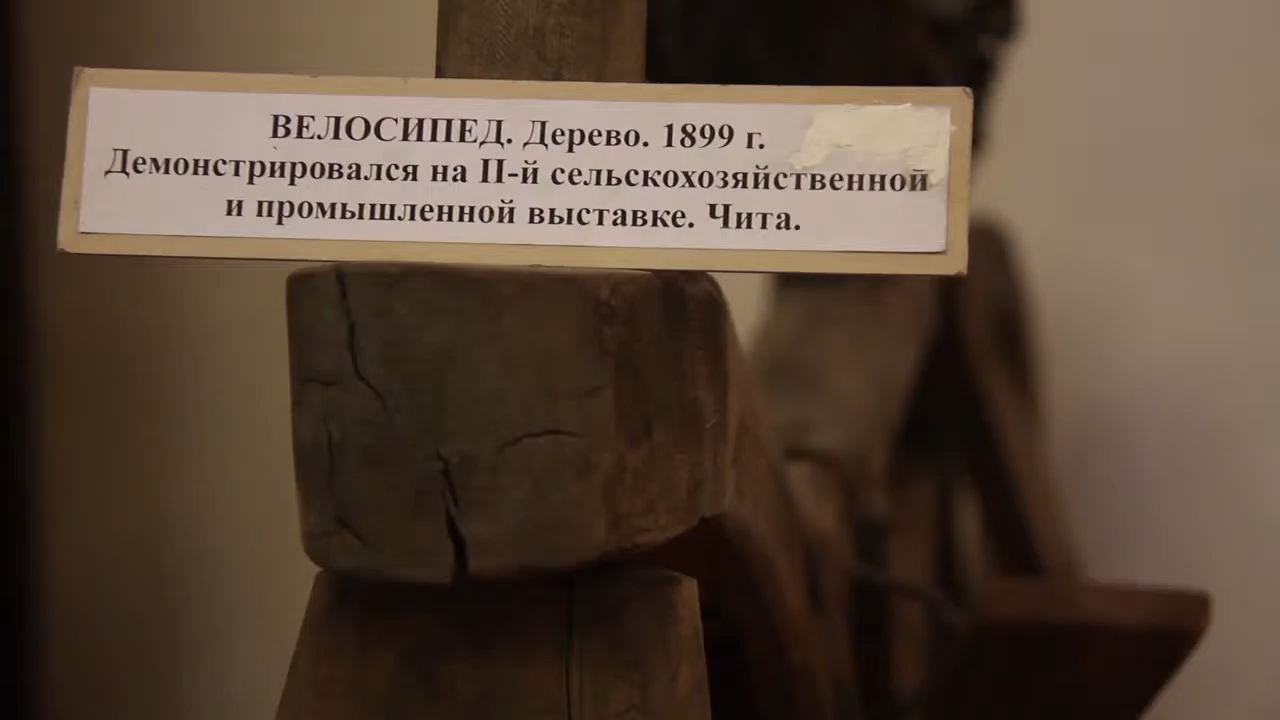 ВЕЛОСИПЕД. Дерево. 1899 г.
Демонстрировался на II-й сельскохозяйственной
и промышленной выставке. Чита.